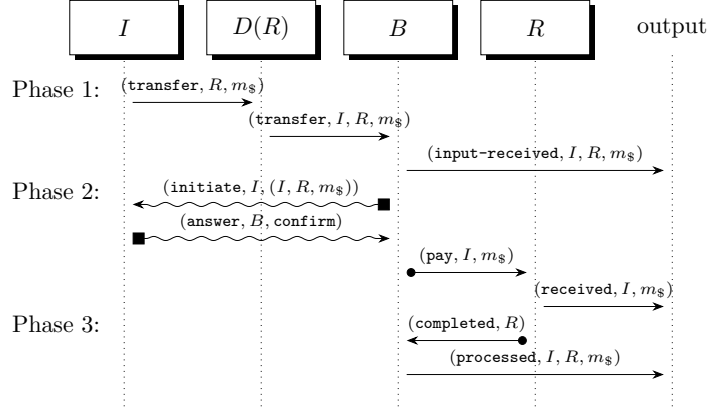 I D(R) B R output
Phase 1: (transfer, R, m$)
(transfer, I, R, m$)
(input-received, I, R, m$)
Phase 2: (initiate, I, (I, R, m$))
(answer, B, confirm)
(pay, I, m$)
(received, I, m$)
Phase 3: (completed, R)
(processed, I, R, m$)